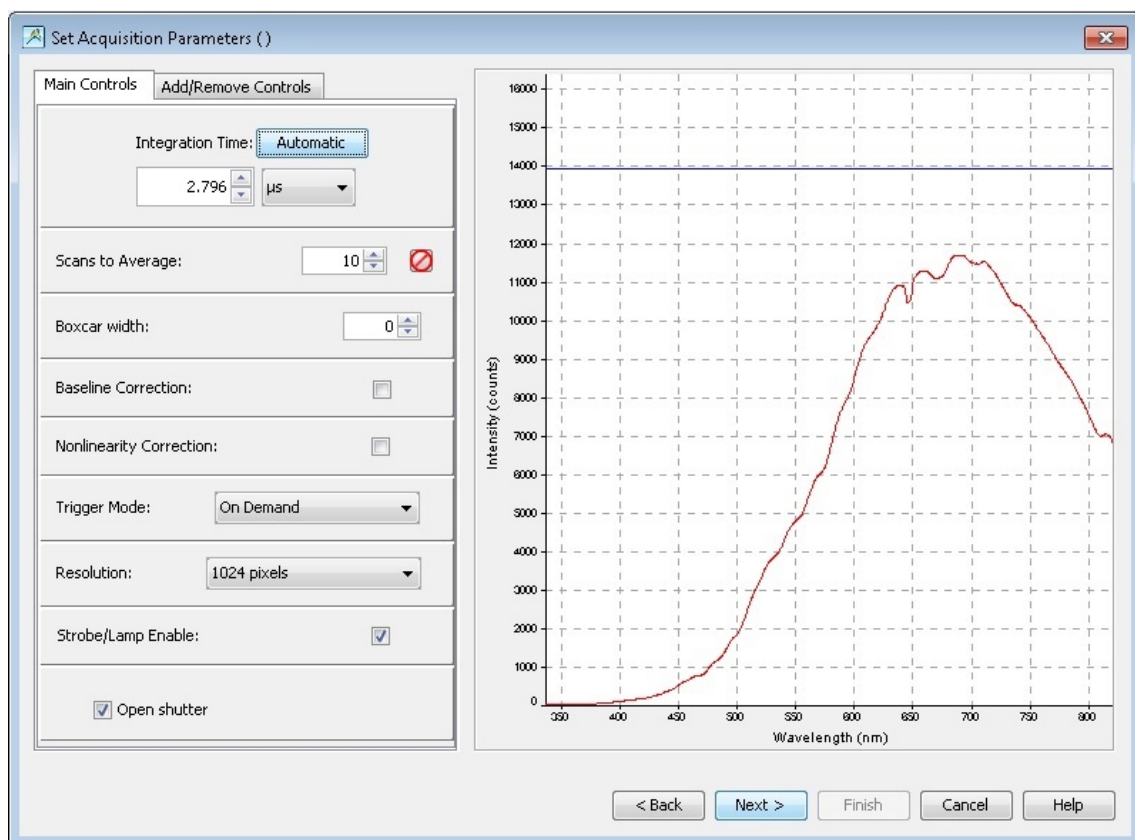 Set Acquisition Parameters ()
Main Controls
Add/Remove Controls
Integration Time: Automatic
2.796 µs
Scans to Average: 10
Boxcar width: 0
Baseline Correction:
Nonlinearity Correction:
Trigger Mode: On Demand
Resolution: 1024 pixels
Strobe/Lamp Enable:
Open shutter
16000
15000
14000
13000
12000
11000
10000
9000
8000
7000
6000
5000
4000
3000
2000
1000
0
Intensity (counts)
350 400 450 500 550 600 650 700 750 800
Wavelength (nm)
< Back Next > Finish Cancel Help